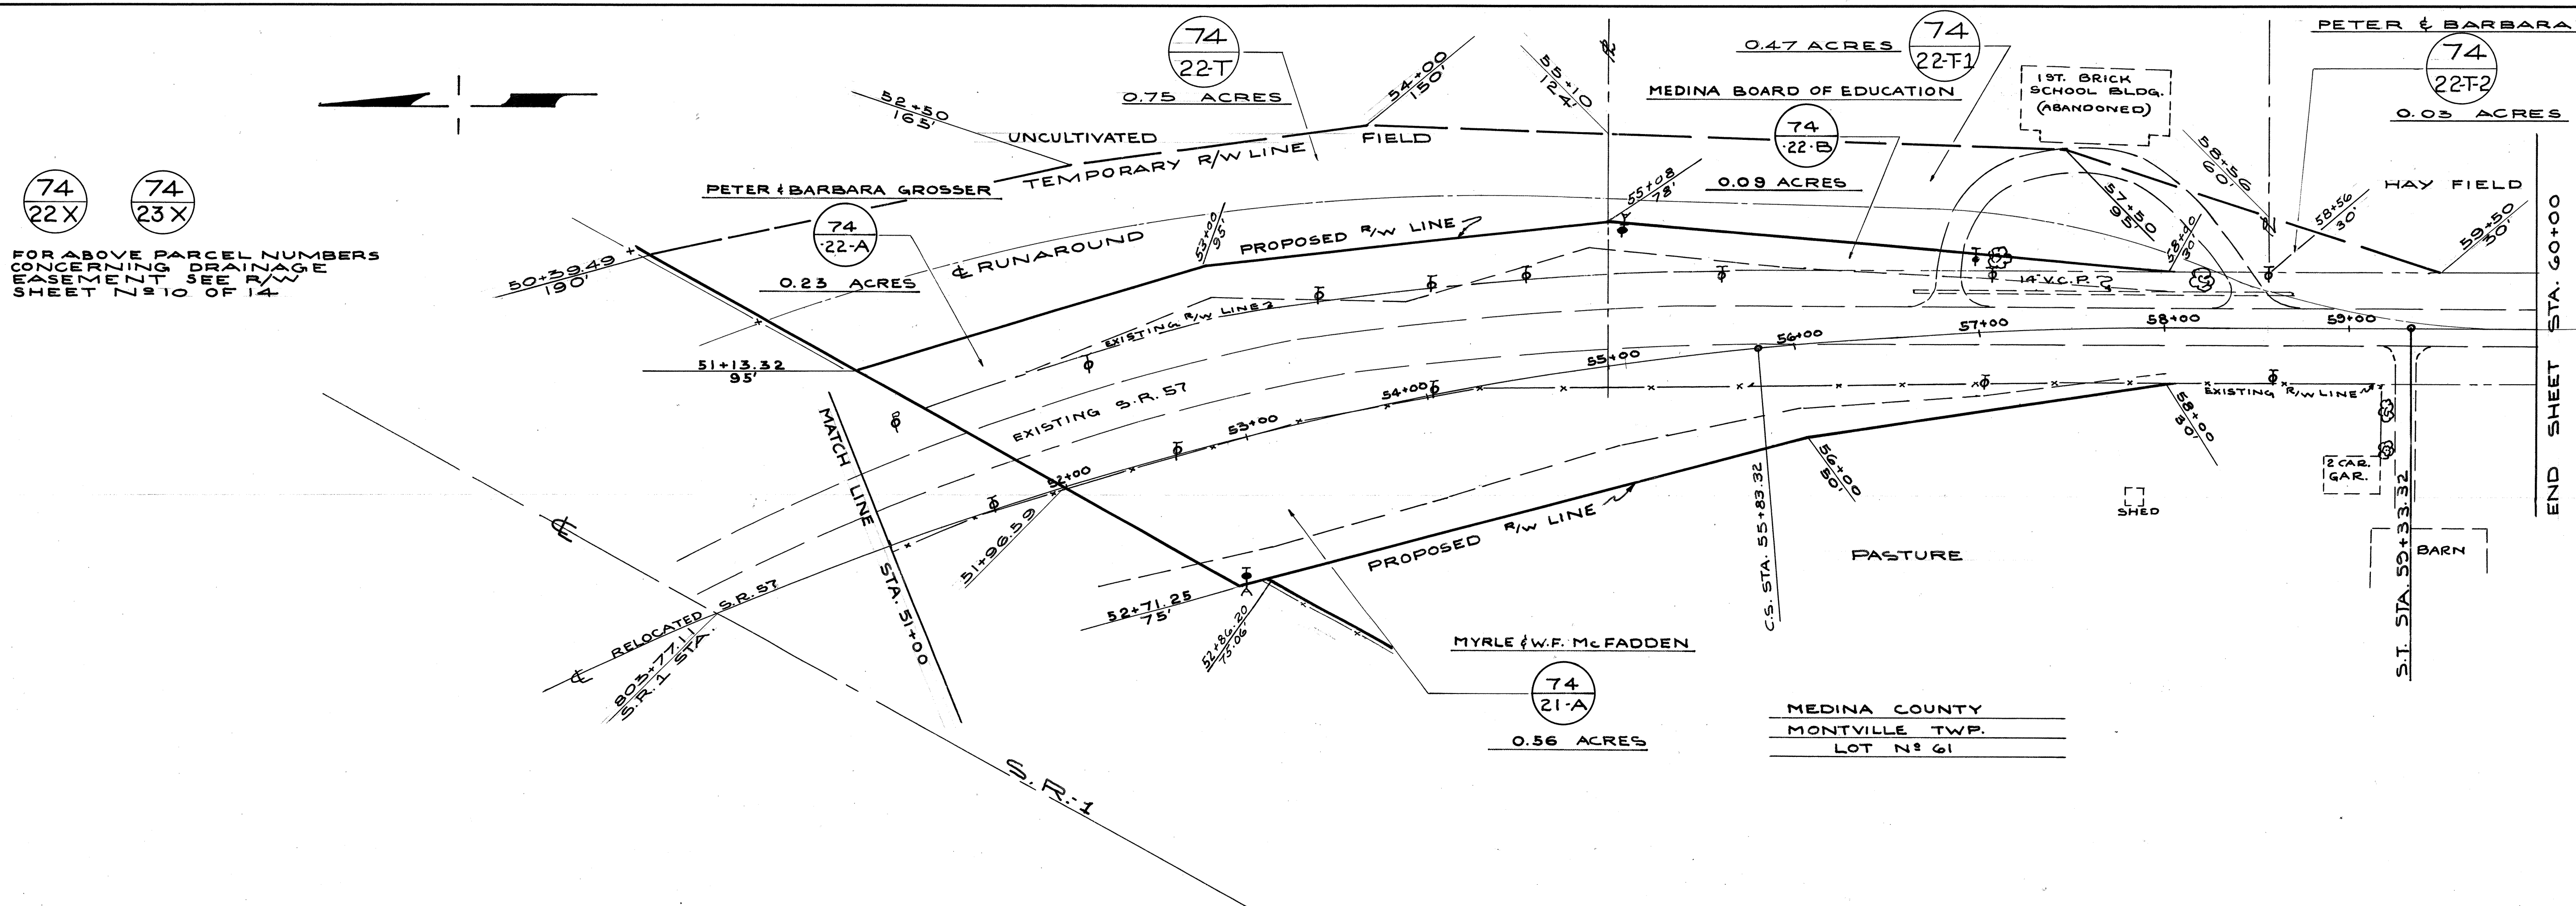 74
22 X
74
23 X
FOR ABOVE PARCEL NUMBERS
CONCERNING DRAINAGE
EASEMENT SEE R/W
SHEET Nº 10 OF 14
74
22-T
0.75 ACRES
52+50
165'
54+00
150'
UNCULTIVATED FIELD
TEMPORARY R/W LINE
55+10
124'
0.47 ACRES
74
22-T-1
MEDINA BOARD OF EDUCATION
74
22-B
0.09 ACRES
1 ST. BRICK
SCHOOL BLDG.
(ABANDONED)
PETER & BARBARA
74
22-T-2
0.03 ACRES
58+56
60'
57+50
95'
58+00
30'
58+56
30'
59+50
30'
HAY FIELD
END SHEET STA. 60+00
PETER & BARBARA GROSSER
74
22-A
0.23 ACRES
50+39.49
190'
51+13.32
95'
℄ RUNAROUND
53+00
95'
PROPOSED R/W LINE
55+08
78'
EXISTING R/W LINE
14" V.C.P.
EXISTING S.R. 57
52+00
53+00
54+00
55+00
56+00
57+00
58+00
59+00
EXISTING R/W LINE
58+00
30'
56+00
50'
2 CAR.
GAR.
SHED
BARN
S.T. STA. 59+33.32
C.S. STA. 55+83.32
PASTURE
PROPOSED R/W LINE
MATCH LINE STA. 51+00
51+96.59
52+71.25
75'
52+86.20
75.06'
℄
℄ RELOCATED S.R. 57
803+77.11
S.R. 1 STA.
S.R.-1
MYRLE & W.F. McFADDEN
74
21-A
0.56 ACRES
MEDINA COUNTY
MONTVILLE TWP.
LOT Nº 61